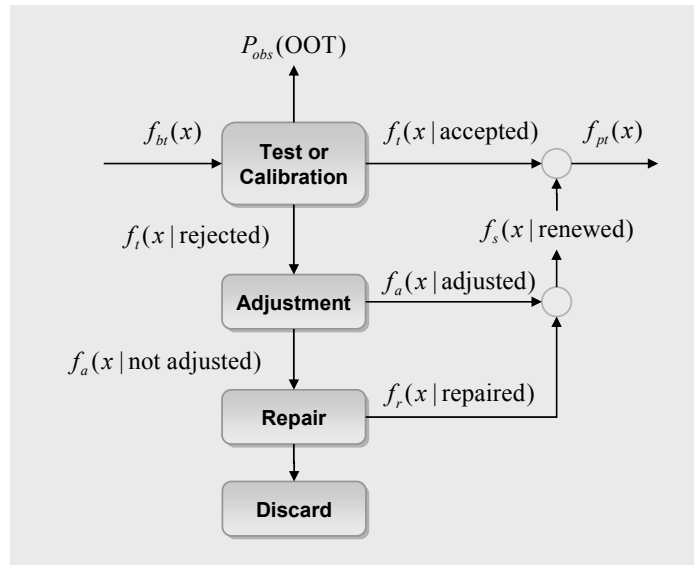 P_obs(OOT)
f_bt(x)
Test or
Calibration
f_t(x | accepted)
f_pt(x)
f_t(x | rejected)
f_s(x | renewed)
Adjustment
f_a(x | adjusted)
f_a(x | not adjusted)
Repair
f_r(x | repaired)
Discard